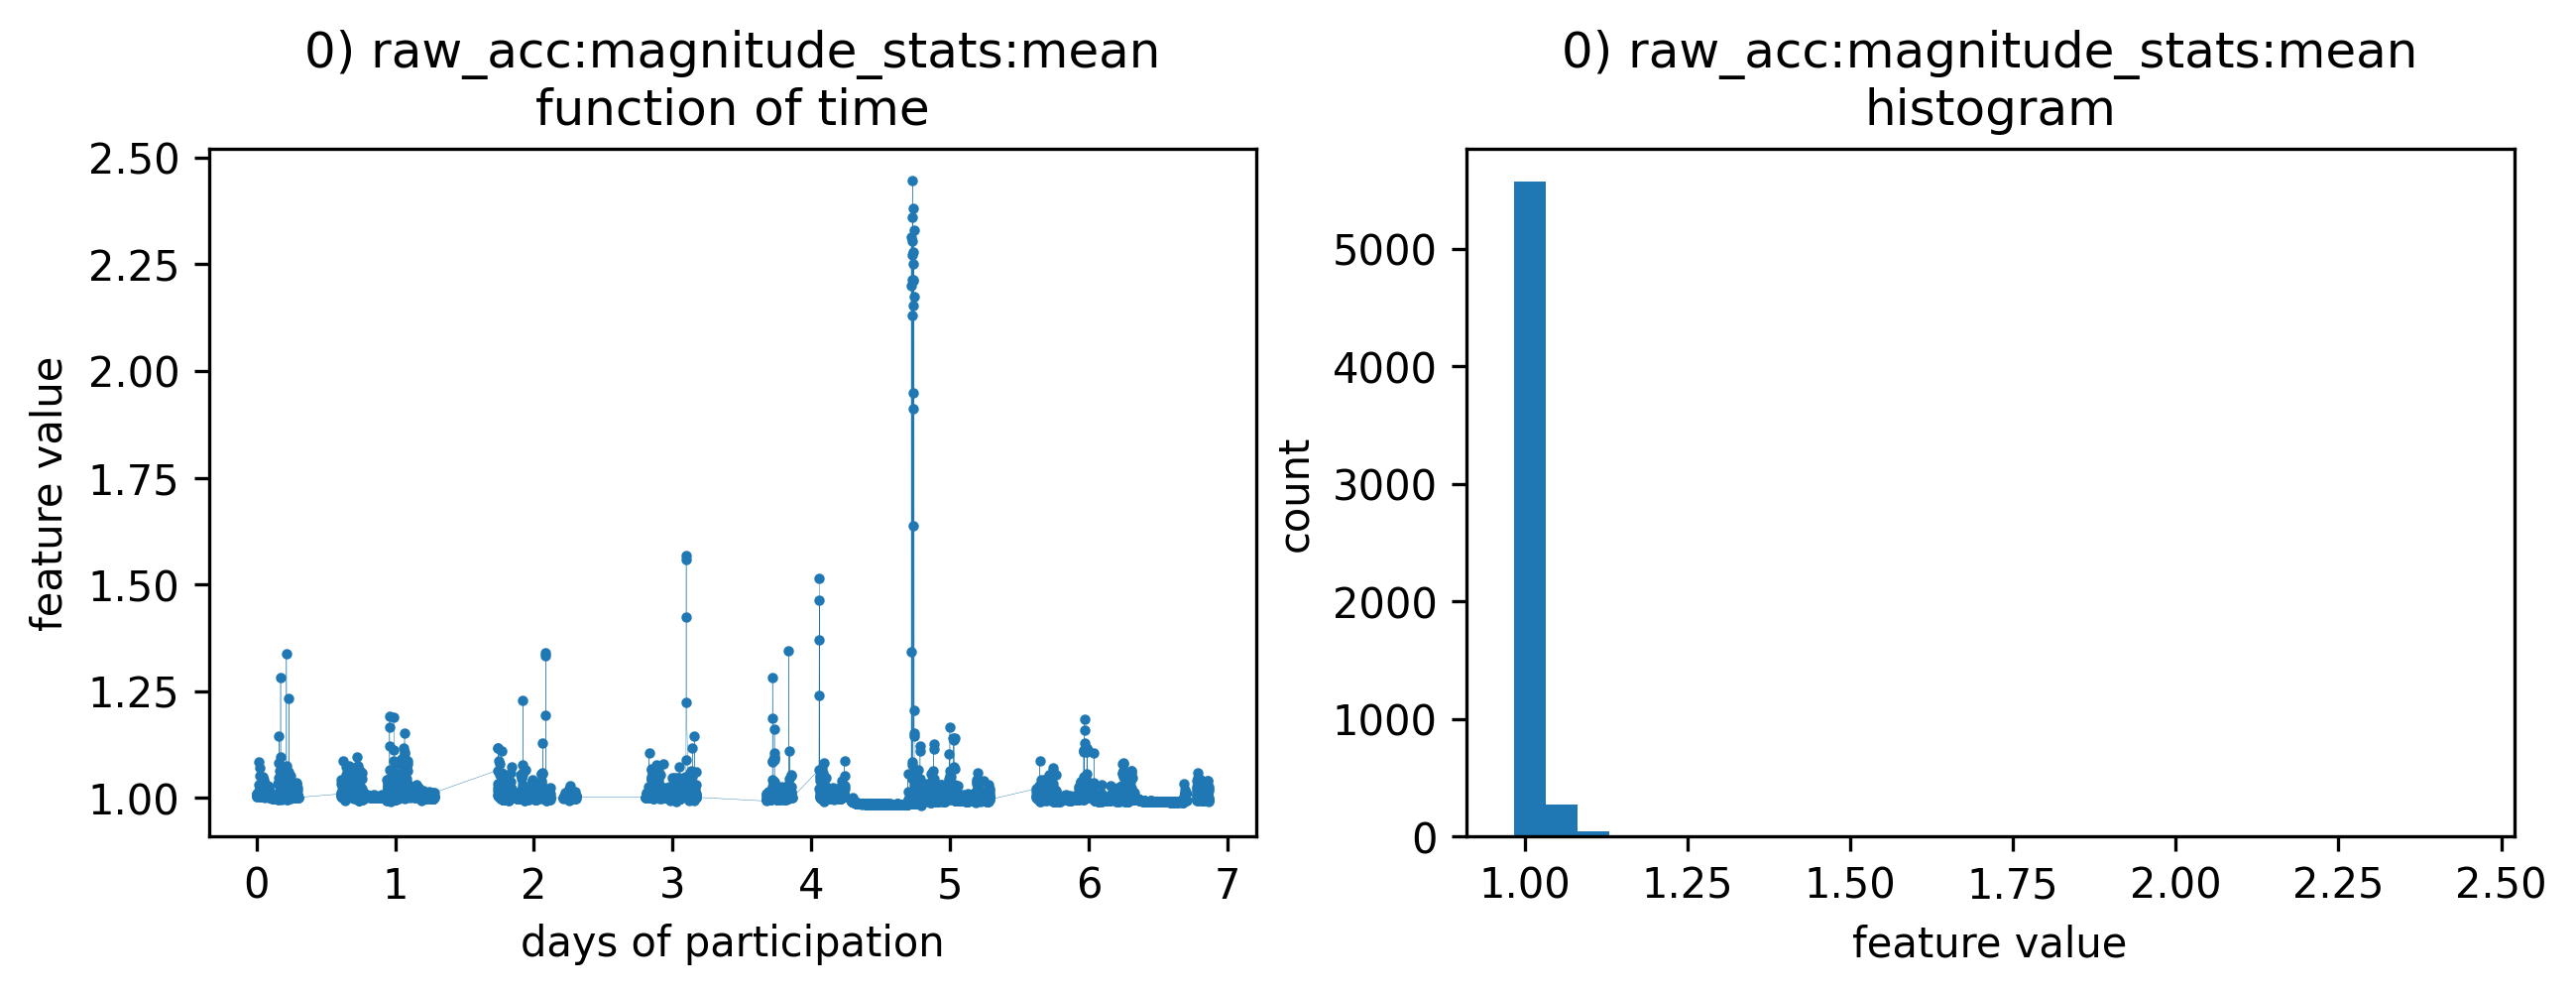 0) raw_acc:magnitude_stats:mean
function of time
2.50
2.25
2.00
1.75
1.50
1.25
1.00
feature value
0 1 2 3 4 5 6 7
days of participation
0) raw_acc:magnitude_stats:mean
histogram
5000
4000
3000
2000
1000
0
count
1.00 1.25 1.50 1.75 2.00 2.25 2.50
feature value